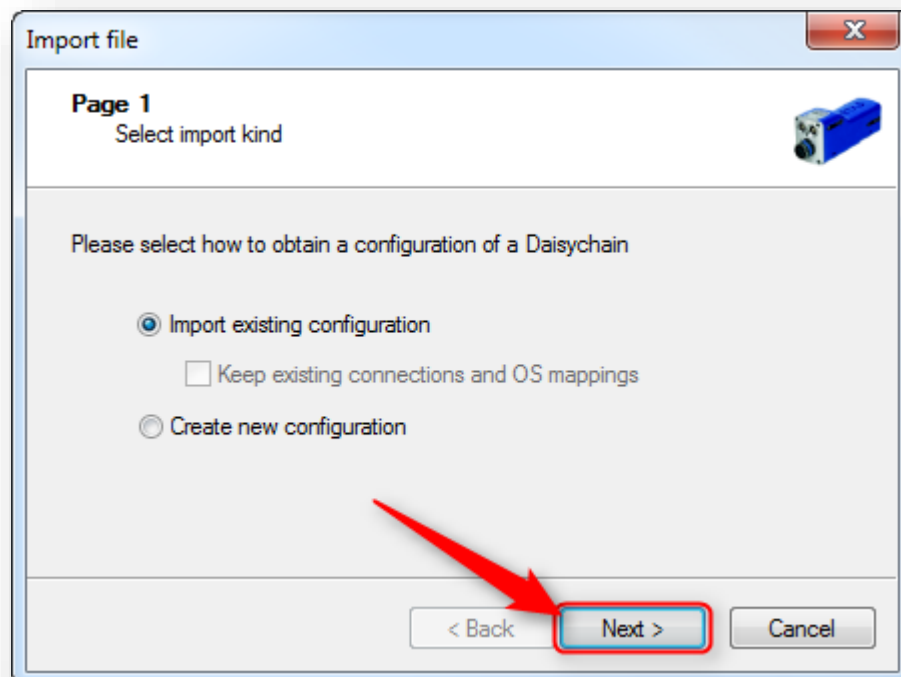 Import file
Page 1
Select import kind
Please select how to obtain a configuration of a Daisychain
Import existing configuration
Keep existing connections and OS mappings
Create new configuration
< Back
Next >
Cancel